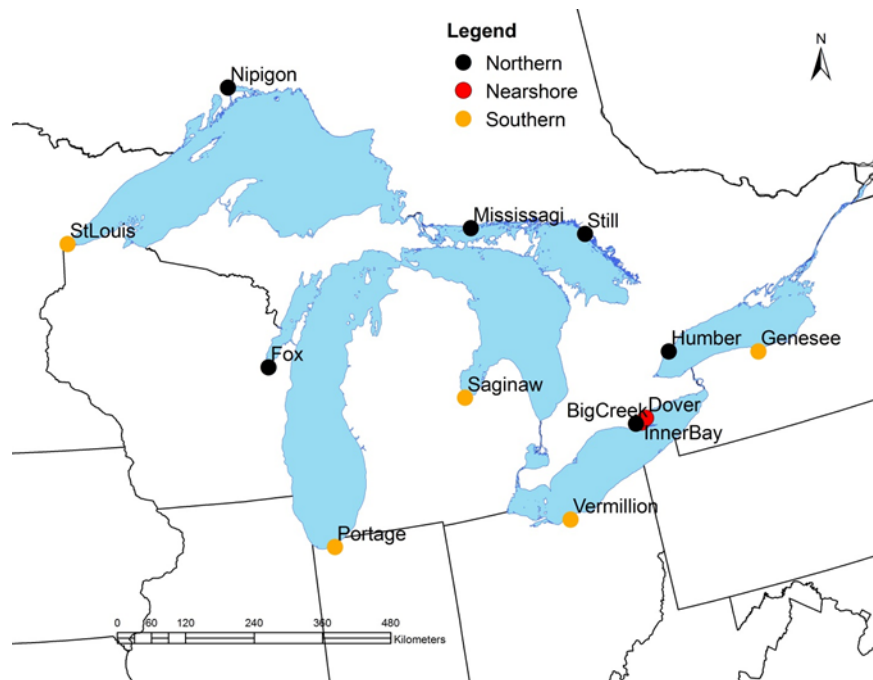 Legend
N
Northern
Nearshore
Southern
Nipigon
Mississagi
Still
StLouis
Humber
Genesee
Fox
Saginaw
BigCreek
Dover
InnerBay
Vermillion
Portage
0 60 120 240 360 480
Kilometers